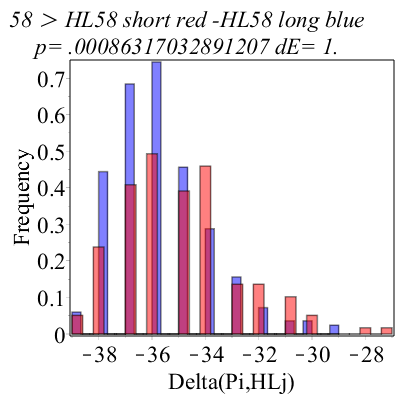 58 > HL58 short red -HL58 long blue
p= .00086317032891207 dE= 1.
Frequency
0.7
0.6
0.5
0.4
0.3
0.2
0.1
0
−38 −36 −34 −32 −30 −28
Delta(Pi,HLj)